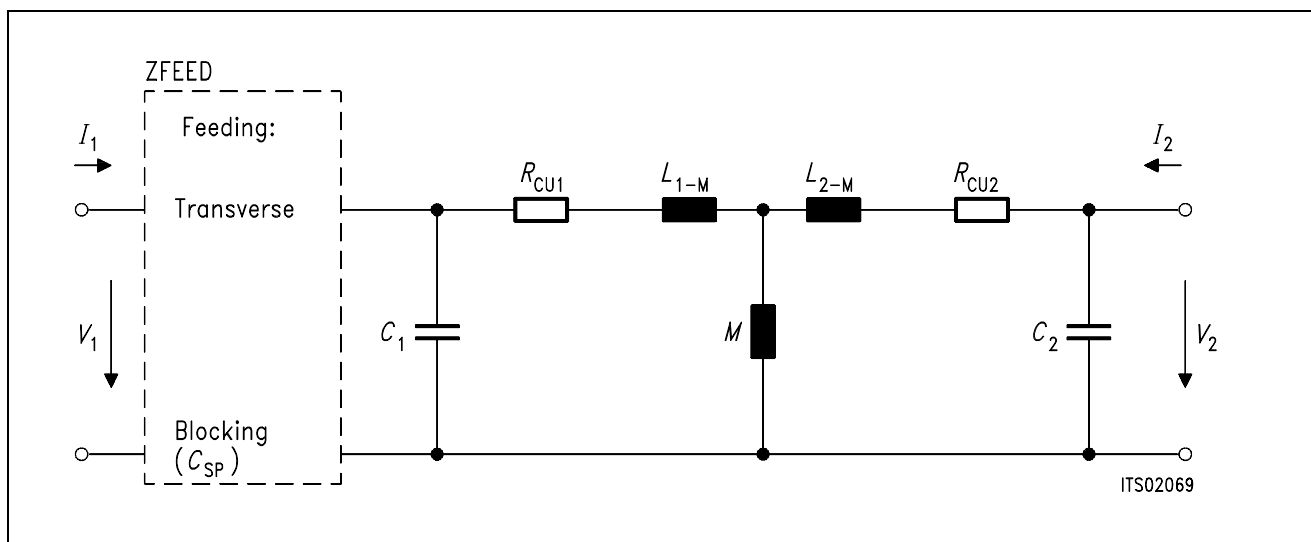 ZFEED
Feeding:
I1
I2
RCU1
L1-M
L2-M
RCU2
Transverse
V1
C1
M
C2
V2
Blocking
(CSP)
ITS02069